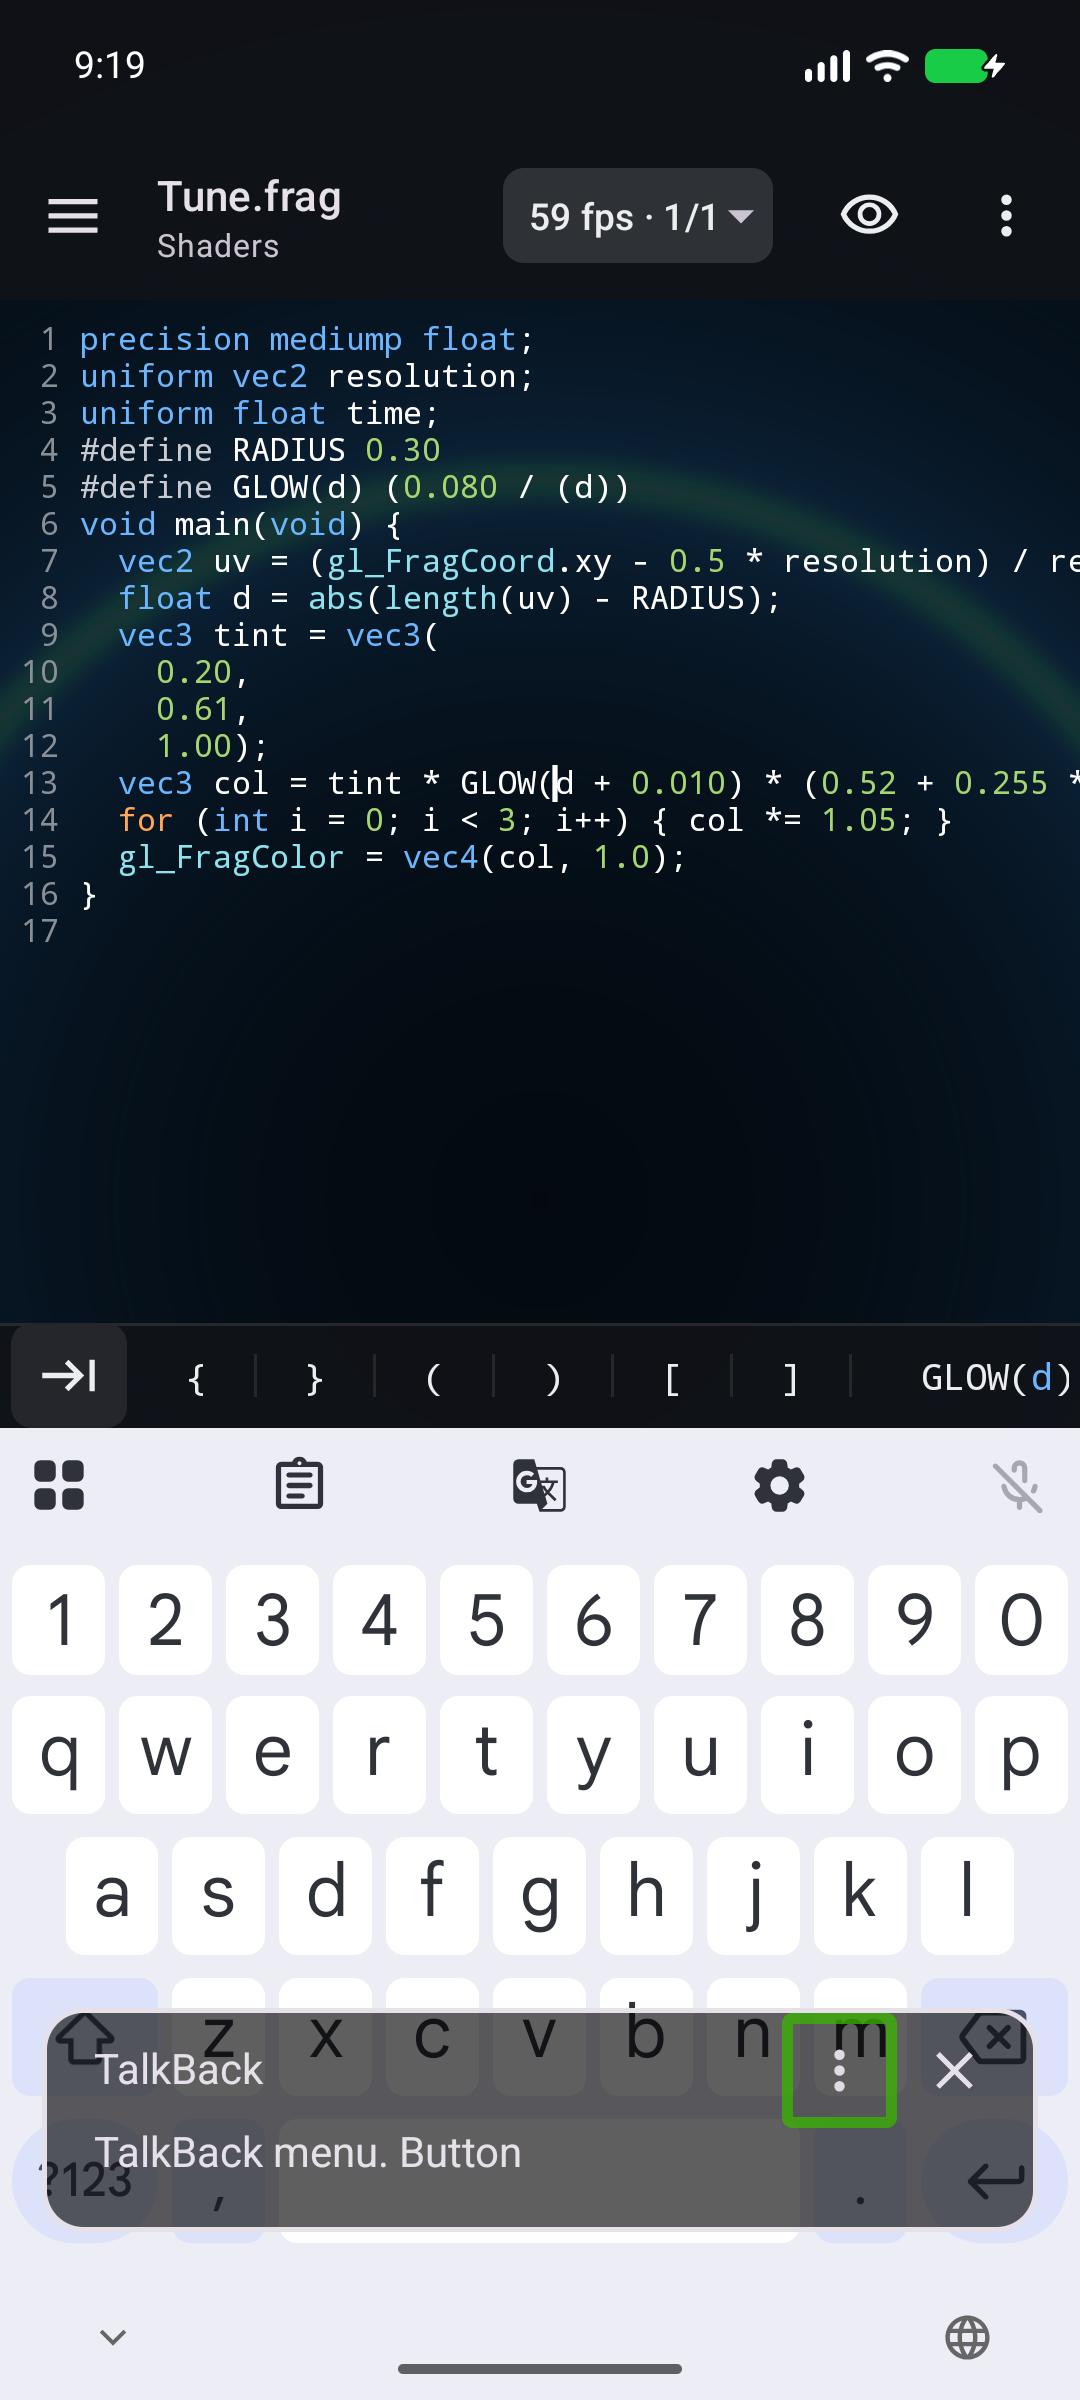 9:19
Tune.frag
Shaders
59 fps · 1/1
1 precision mediump float;
2 uniform vec2 resolution;
3 uniform float time;
4 #define RADIUS 0.30
5 #define GLOW(d) (0.080 / (d))
6 void main(void) {
7   vec2 uv = (gl_FragCoord.xy - 0.5 * resolution) / re
8   float d = abs(length(uv) - RADIUS);
9   vec3 tint = vec3(
10     0.20,
11     0.61,
12     1.00);
13   vec3 col = tint * GLOW(d + 0.010) * (0.52 + 0.255 *
14   for (int i = 0; i < 3; i++) { col *= 1.05; }
15   gl_FragColor = vec4(col, 1.0);
16 }
17
{ } ( ) [ ] GLOW(d)
1 2 3 4 5 6 7 8 9 0
q w e r t y u i o p
a s d f g h j k l
z x c v b n m
TalkBack
TalkBack menu. Button
?123 , .